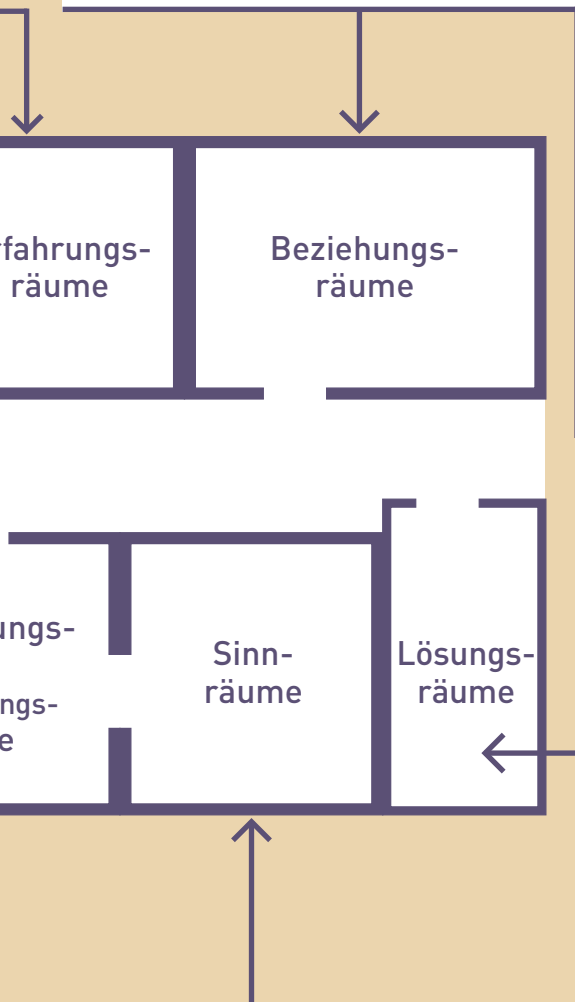 fahrungs-
räume
Beziehungs-
räume
ungs-
ngs-
e
Sinn-
räume
Lösungs-
räume